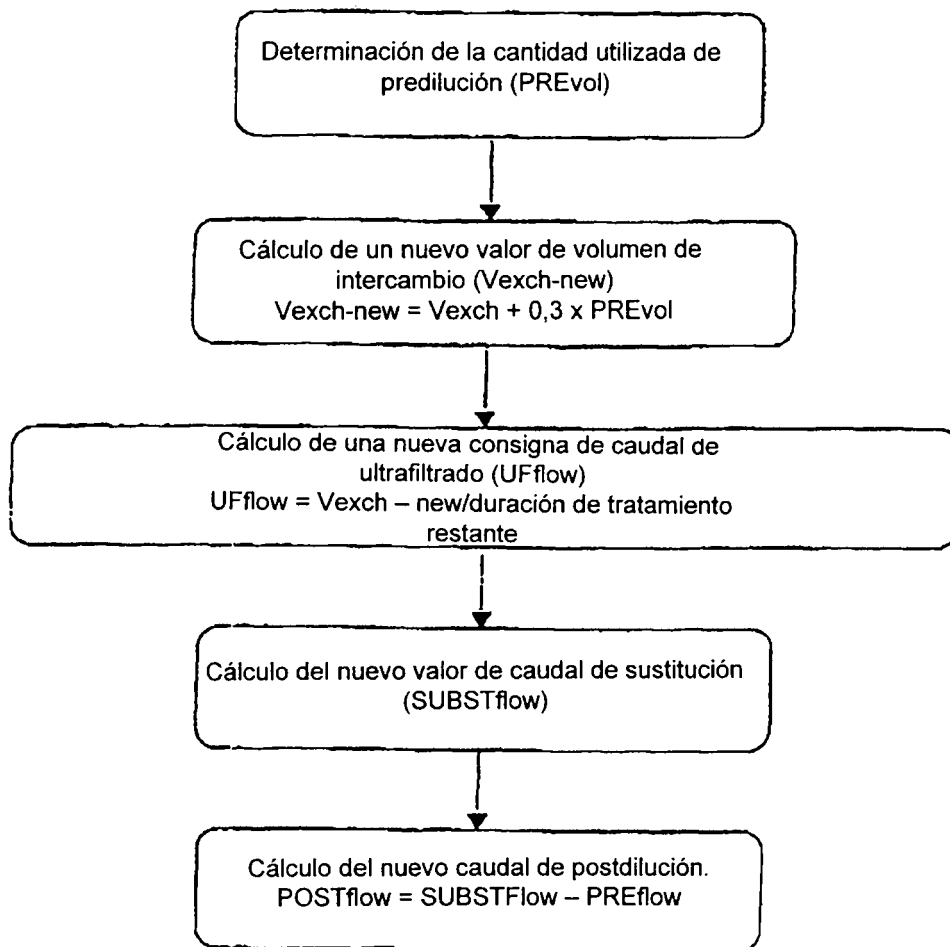 Determinación de la cantidad utilizada de
predilución (PREvol)
Cálculo de un nuevo valor de volumen de
intercambio (Vexch-new)
Vexch-new = Vexch + 0,3 x PREvol
Cálculo de una nueva consigna de caudal de
ultrafiltrado (UFflow)
UFflow = Vexch – new/duración de tratamiento
restante
Cálculo del nuevo valor de caudal de sustitución
(SUBSTflow)
Cálculo del nuevo caudal de postdilución.
POSTflow = SUBSTFlow – PREflow